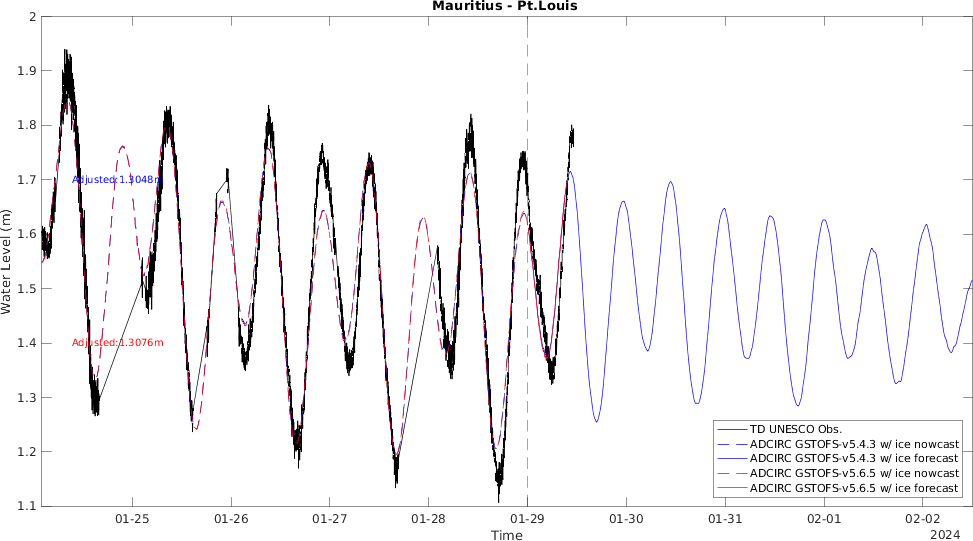 Mauritius - Pt.Louis
2
1.9
1.8
1.7
1.6
1.5
1.4
1.3
1.2
1.1
Water Level (m)
Adjusted:1.3048m
Adjusted:1.3076m
TD UNESCO Obs.
ADCIRC GSTOFS-v5.4.3 w/ ice nowcast
ADCIRC GSTOFS-v5.4.3 w/ ice forecast
ADCIRC GSTOFS-v5.6.5 w/ ice nowcast
ADCIRC GSTOFS-v5.6.5 w/ ice forecast
01-25 01-26 01-27 01-28 01-29 01-30 01-31 02-01 02-02
Time
2024